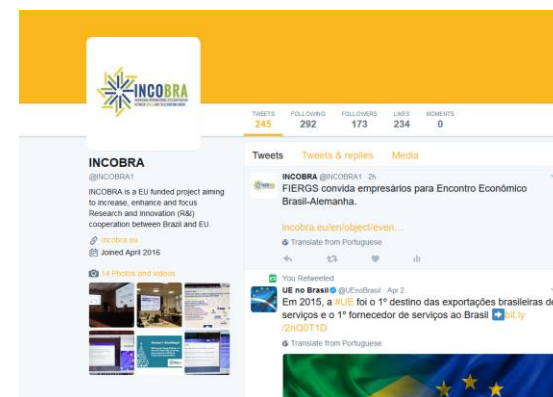 INCOBRA
TWEETS FOLLOWING FOLLOWERS LIKES MOMENTS
245 292 173 234 0
INCOBRA
@INCOBRA1
INCOBRA is a EU funded project aiming
to increase, enhance and focus
Research and Innovation (R&I)
cooperation between Brazil and EU.
incobra.eu
Joined April 2016
14 Photos and videos
Tweets Tweets & replies Media
INCOBRA @INCOBRA1 · 2h
FIERGS convida empresários para Encontro Econômico
Brasil-Alemanha.
incobra.eu/en/object/even…
Translate from Portuguese
You Retweeted
UE no Brasil @UEnoBrasil · Apr 2
Em 2015, a #UE foi o 1º destino das exportações brasileiras de
serviços e o 1º fornecedor de serviços ao Brasil bit.ly
/2nQ0T1D
Translate from Portuguese